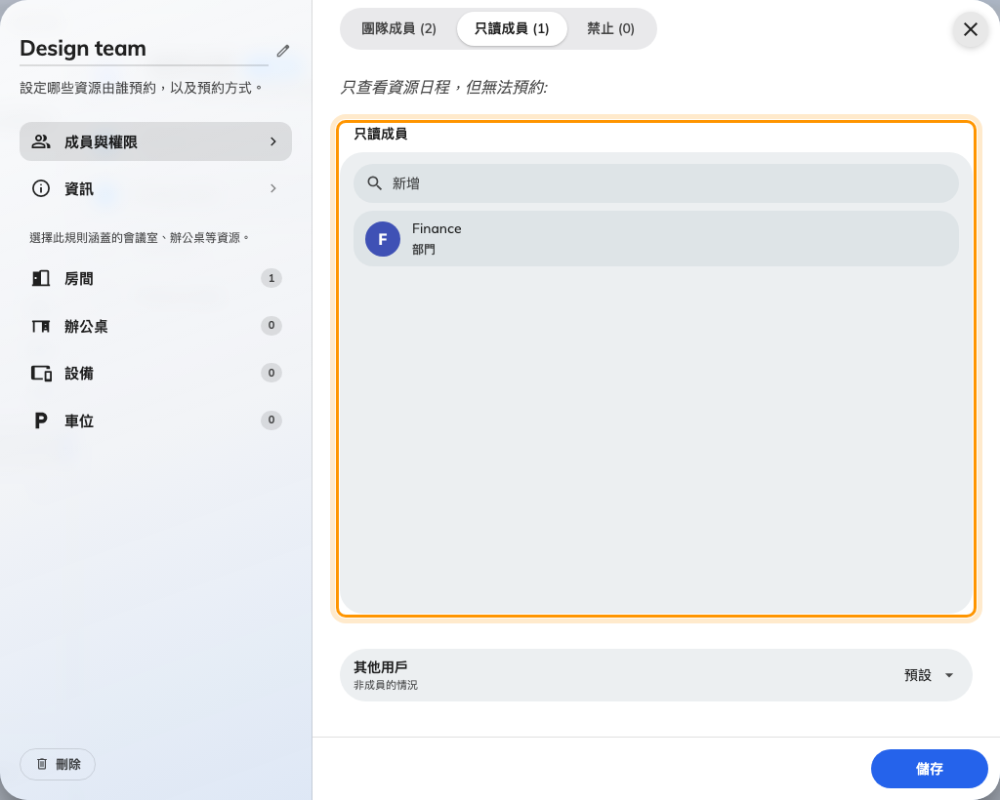 Design team
設定哪些資源由誰預約，以及預約方式。
成員與權限
資訊
選擇此規則涵蓋的會議室、辦公桌等資源。
房間
1
辦公桌
0
設備
0
車位
0
刪除
團隊成員 (2)
只讀成員 (1)
禁止 (0)
只查看資源日程，但無法預約:
只讀成員
新增
F
Finance
部門
其他用戶
非成員的情況
預設
儲存